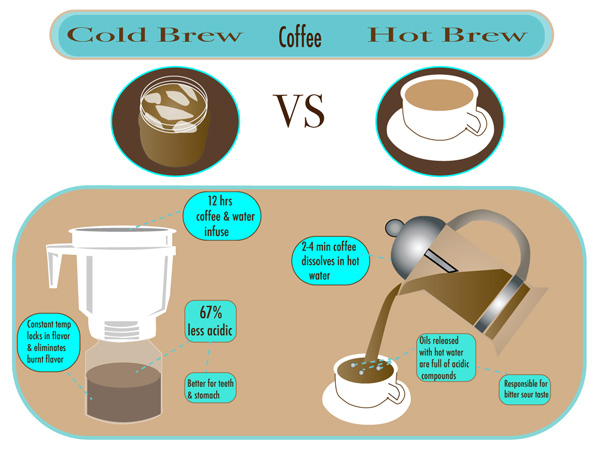 Cold Brew Coffee Hot Brew
VS
12 hrs
coffee & water
infuse
2-4 min coffee
dissolves in hot
water
67%
less acidic
Constant temp
locks in flavor
& eliminates
burnt flavor
Better for teeth
& stomach
Oils released
with hot water
are full of acidic
compounds
Responsible for
bitter sour taste